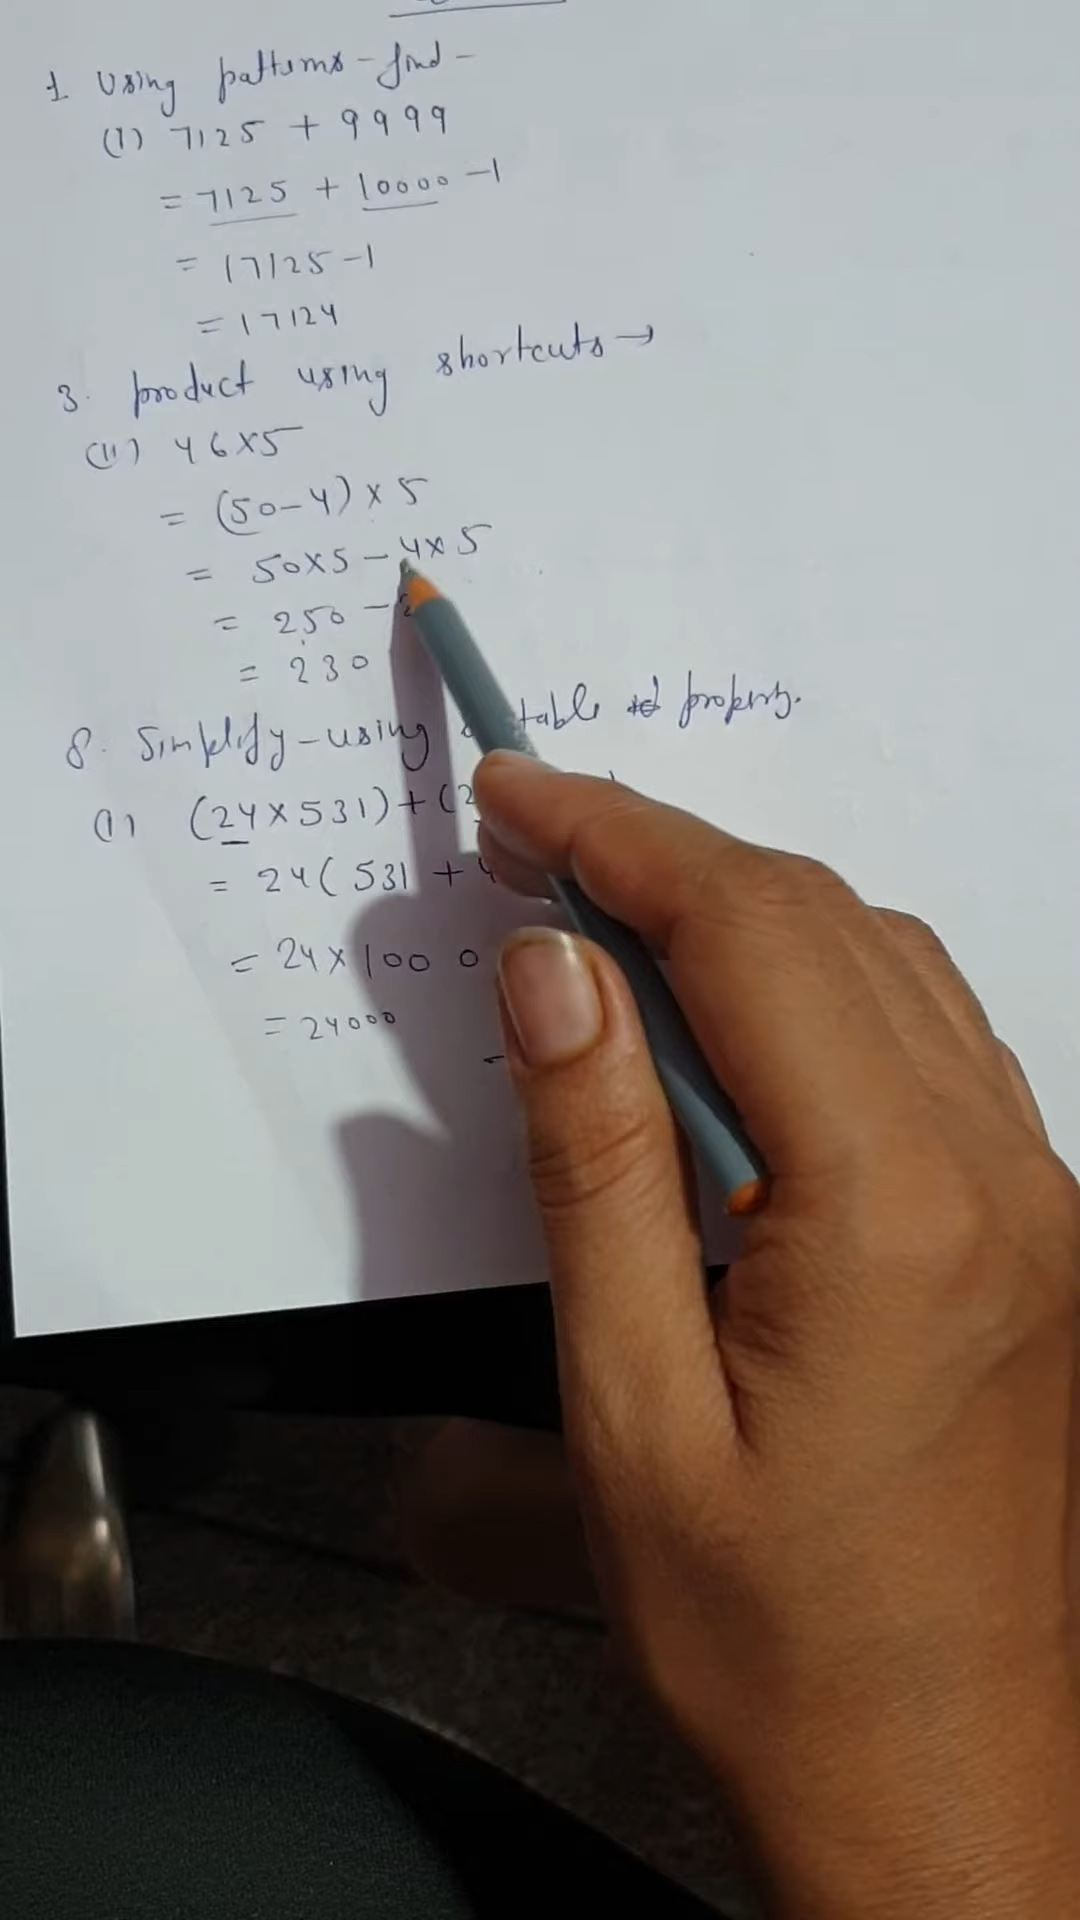 1. Using patterns - find -
(I) 7125 + 9999
= 7125 + 10000 - 1
= 17125 - 1
= 17124
3. product using shortcuts →
(II) 46 x 5
= (50 - 4) x 5
= 50 x 5 - 4 x 5
= 250 - 2
= 230
8. Simplify - using table property.
(I) (24 x 531) + (2
= 24 ( 531 + 4
= 24 x 1000
= 24000